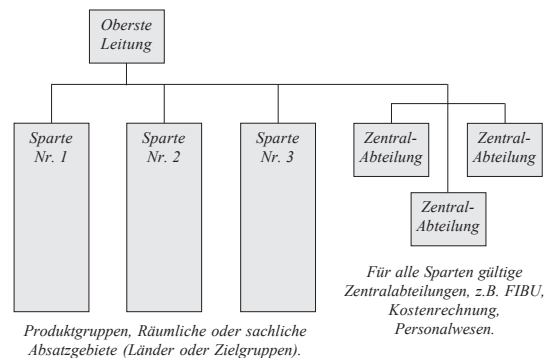 Oberste
Leitung
Sparte
Nr. 1
Sparte
Nr. 2
Sparte
Nr. 3
Zentral-
Abteilung
Zentral-
Abteilung
Zentral-
Abteilung
Produktgruppen, Räumliche oder sachliche
Absatzgebiete (Länder oder Zielgruppen).
Für alle Sparten gültige
Zentralabteilungen, z.B. FIBU,
Kostenrechnung,
Personalwesen.